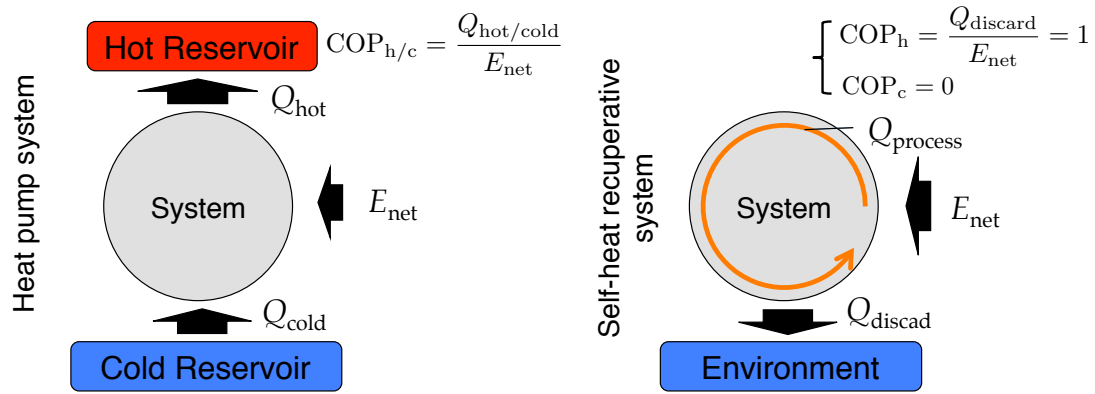 Heat pump system
Hot Reservoir
COP_h/c = Q_hot/cold / E_net
Q_hot
System
E_net
Q_cold
Cold Reservoir
Self-heat recuperative
system
{ COP_h = Q_discard / E_net = 1
COP_c = 0
Q_process
System
E_net
Q_discad
Environment